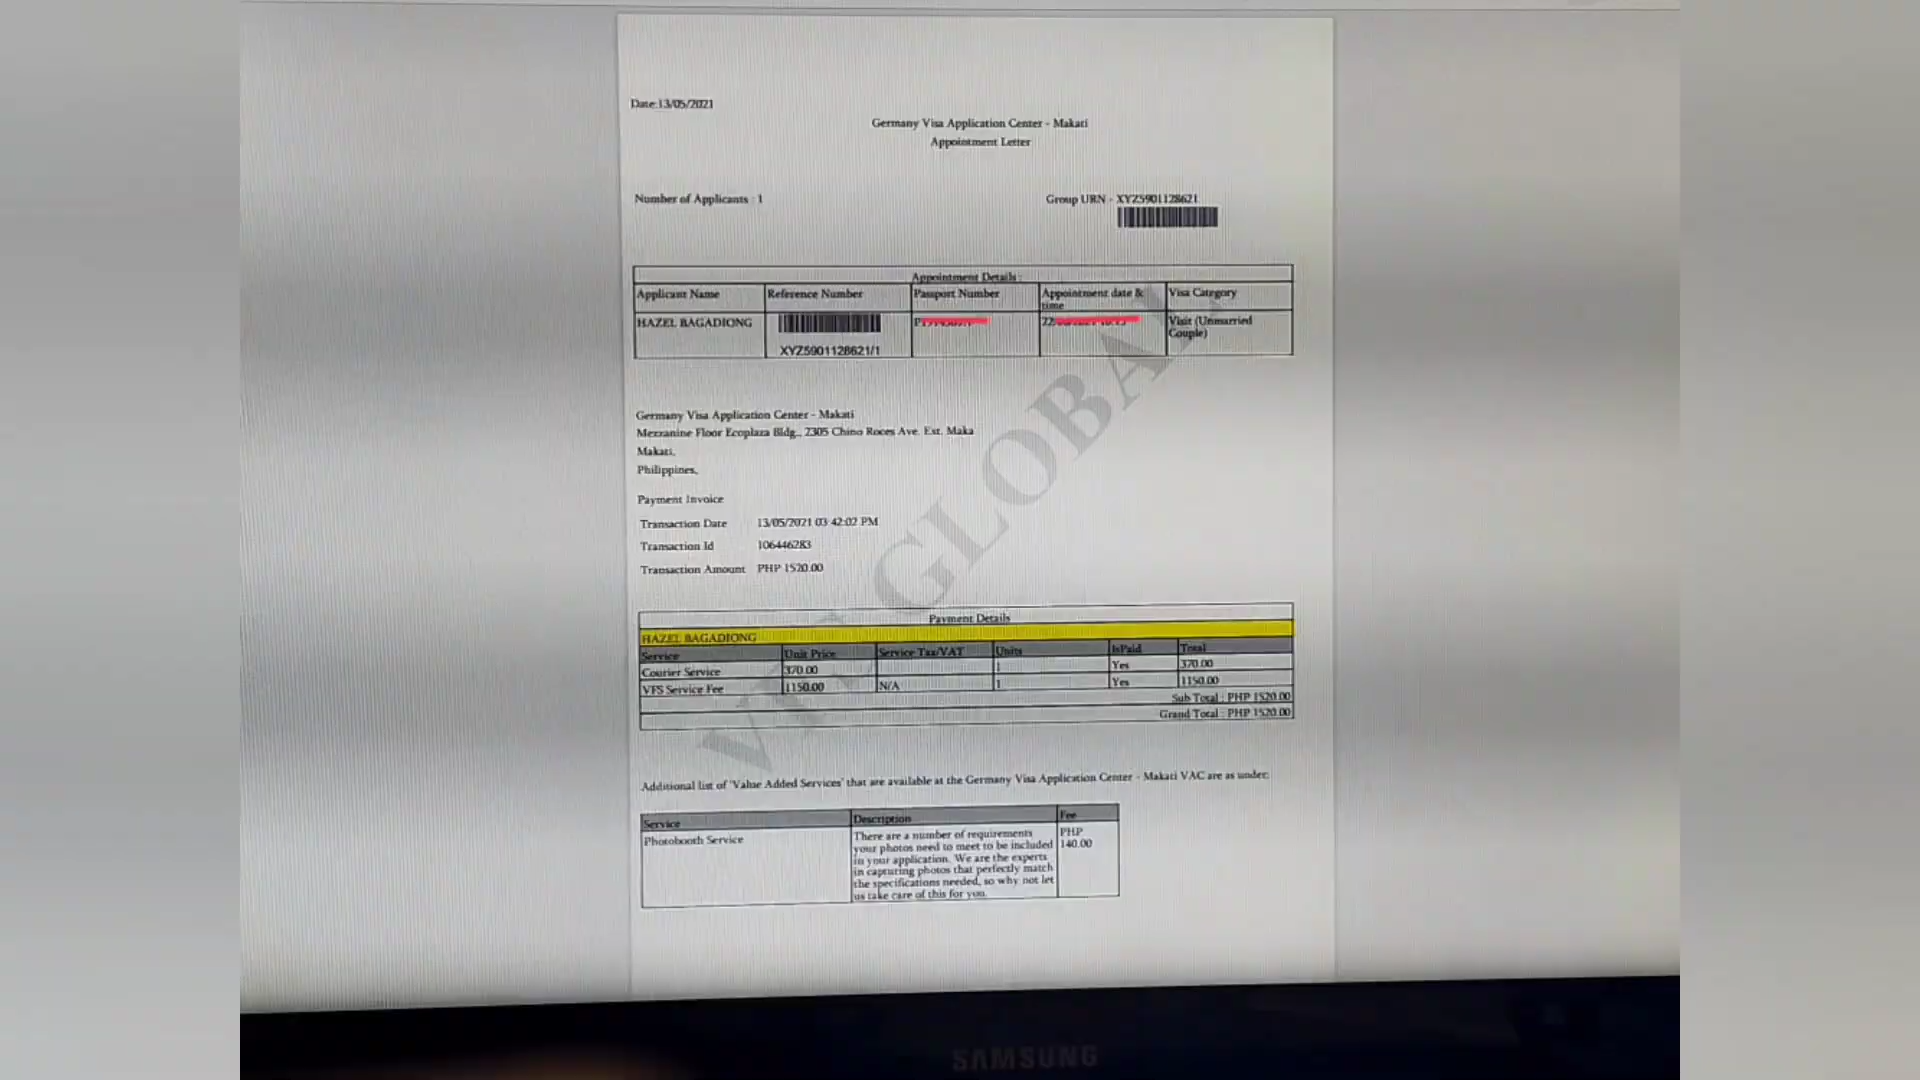 Date:13/05/2021
Germany Visa Application Center - Makati
Appointment Letter
Number of Applicants : 1
Group URN - XYZ5901128621
Appointment Details :
Applicant Name Reference Number Passport Number Appointment date & time Visa Category
HAZEL BAGADIONG XYZ5901128621/1 Visit (Unmarried Couple)
Germany Visa Application Center - Makati
Mezzanine Floor Ecoplaza Bldg., 2305 Chino Roces Ave. Ext. Maka
Makati,
Philippines,
Payment Invoice
Transaction Date 13/05/2021 03:42:02 PM
Transaction Id 106446283
Transaction Amount PHP 1520.00
VFS GLOBAL
Payment Details
HAZEL BAGADIONG
Service Unit Price Service Tax/VAT Units IsPaid Total
Courier Service 370.00 1 Yes 370.00
VFS Service Fee 1150.00 N/A 1 Yes 1150.00
Sub Total : PHP 1520.00
Grand Total : PHP 1520.00
Additional list of 'Value Added Services' that are available at the Germany Visa Application Center - Makati VAC are as under:
Service Description Fee
Photobooth Service
There are a number of requirements
your photos need to meet to be included
in your application. We are the experts
in capturing photos that perfectly match
the specifications needed, so why not let
us take care of this for you.
PHP
140.00
SAMSUNG